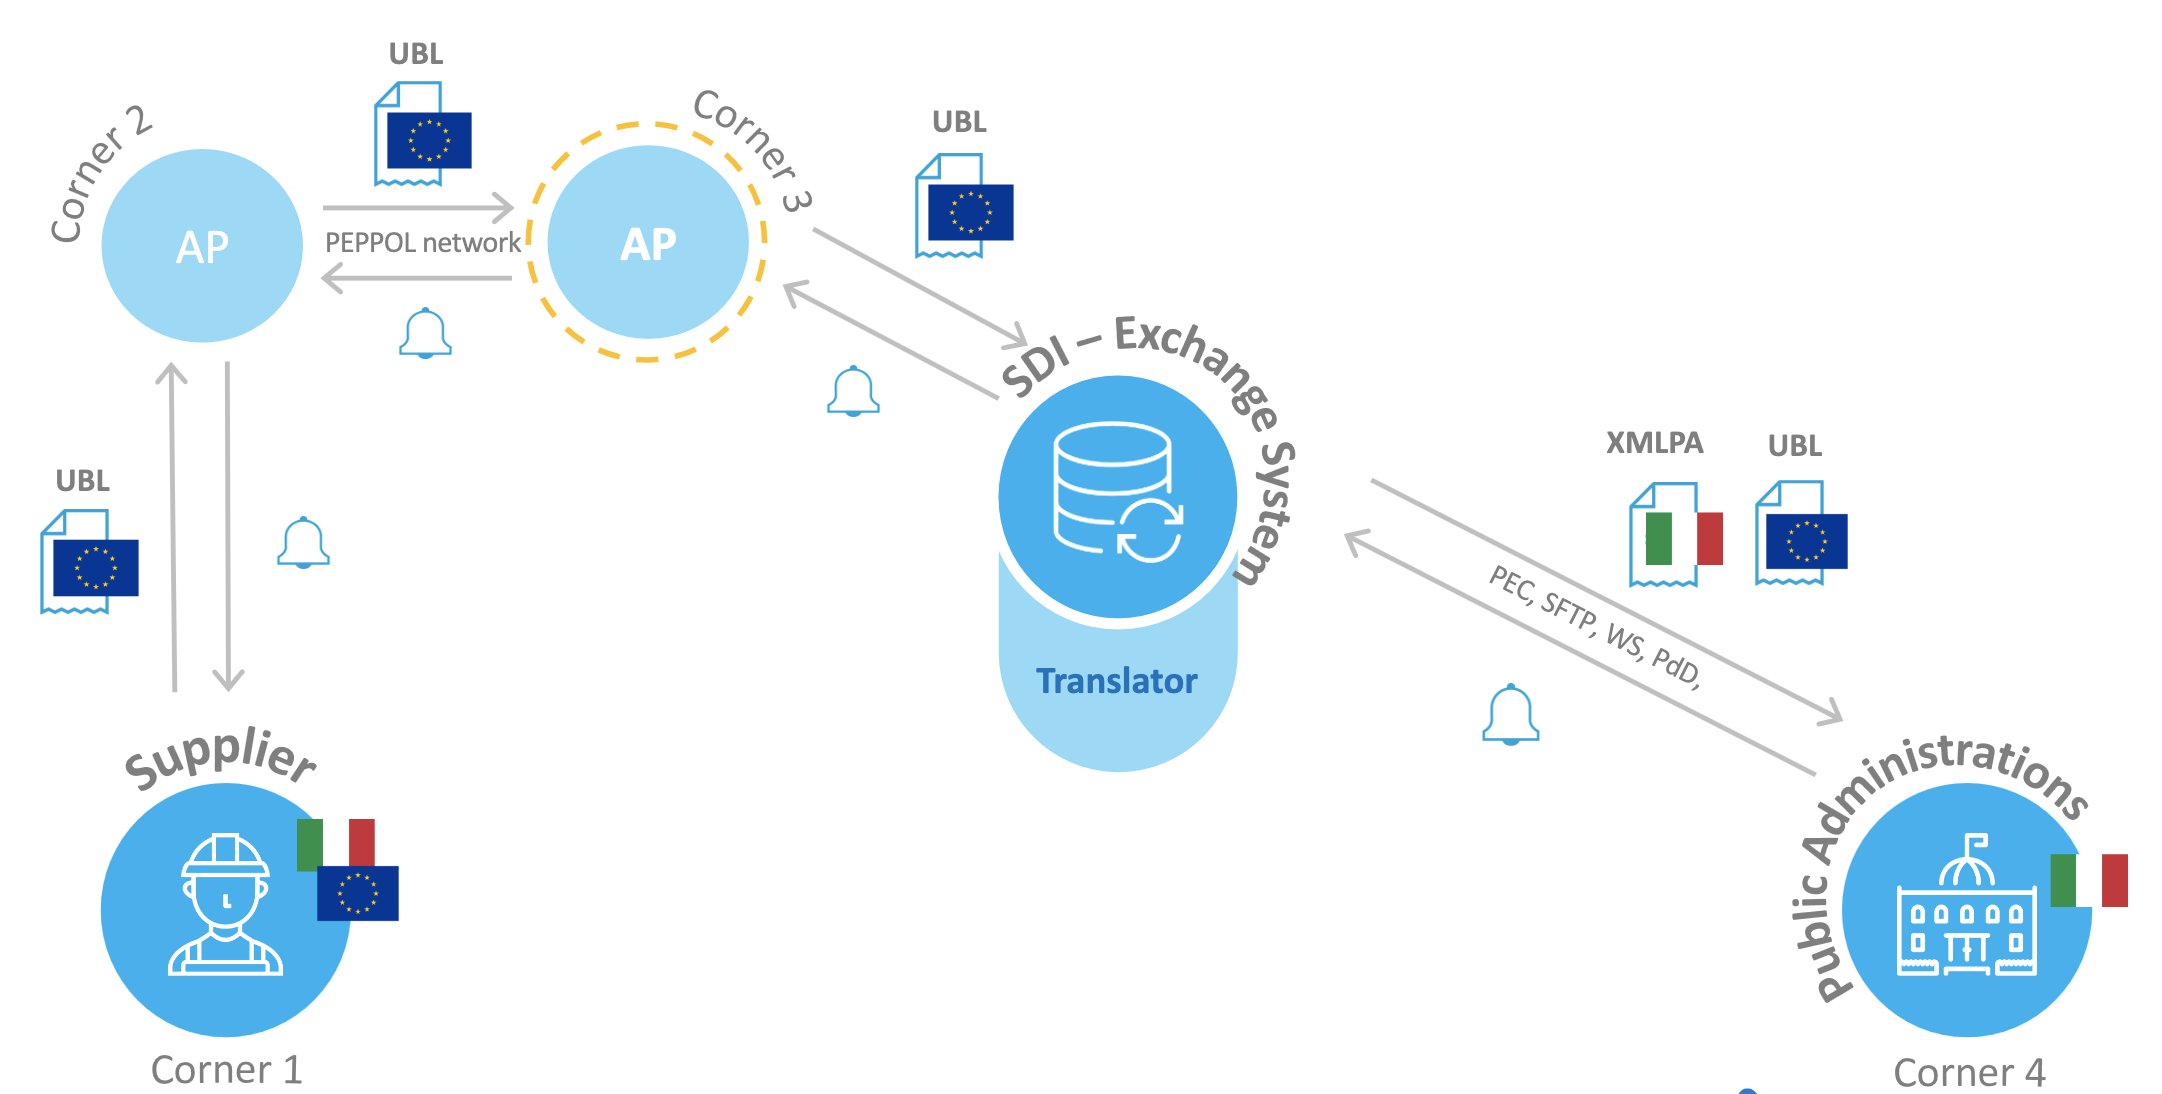 UBL
Corner 2
AP
PEPPOL network
AP
Corner 3
UBL
UBL
SDI – Exchange System
Translator
XMLPA
UBL
PEC, SFTP, WS, PdD,
Supplier
Corner 1
Public Administrations
Corner 4